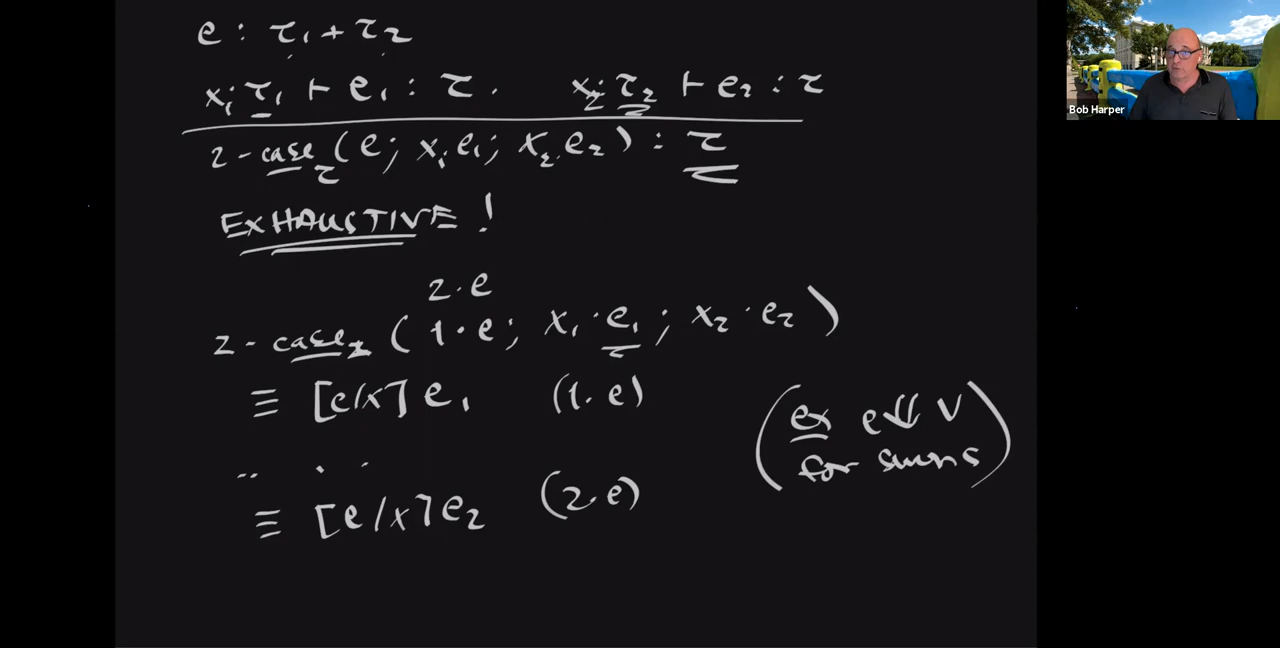 e : τ₁ + τ₂
x₁:τ₁ ⊢ e₁ : τ. x₂:τ₂ ⊢ e₂ : τ
2-case_τ (e; x₁.e₁; x₂.e₂) : τ
EXHAUSTIVE!
2·e
2-case_τ (1·e; x₁.e₁; x₂.e₂)
≡ [e/x] e₁ (1·e)
(ex e⇓v
for sums)
≡ [e/x] e₂ (2·e)
Bob Harper